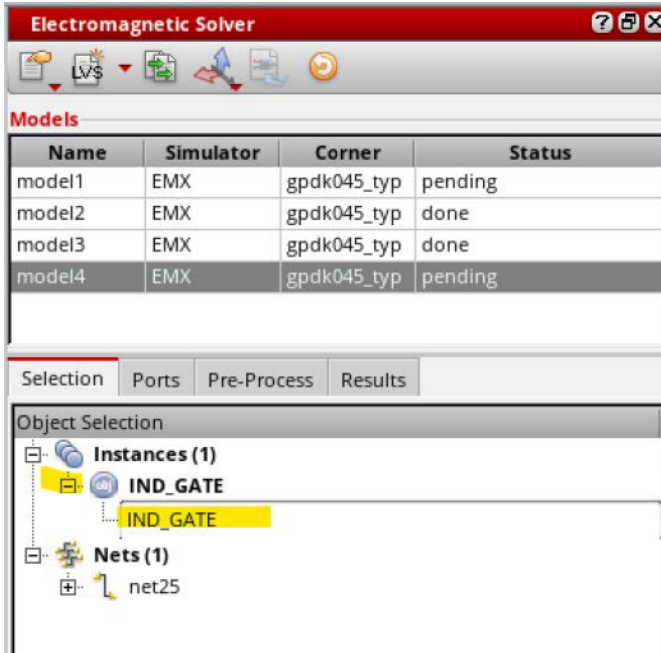 Electromagnetic Solver
LVS
Models
Name Simulator Corner Status
model1 EMX gpdk045_typ pending
model2 EMX gpdk045_typ done
model3 EMX gpdk045_typ done
model4 EMX gpdk045_typ pending
Selection Ports Pre-Process Results
Object Selection
Instances (1)
obj IND_GATE
IND_GATE
Nets (1)
net25